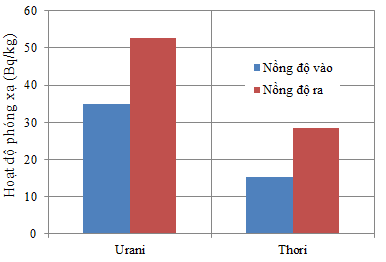 Hoạt độ phóng xạ (Bq/kg)
60
50
40
30
20
10
0
Nồng độ vào
Nồng độ ra
Urani
Thori